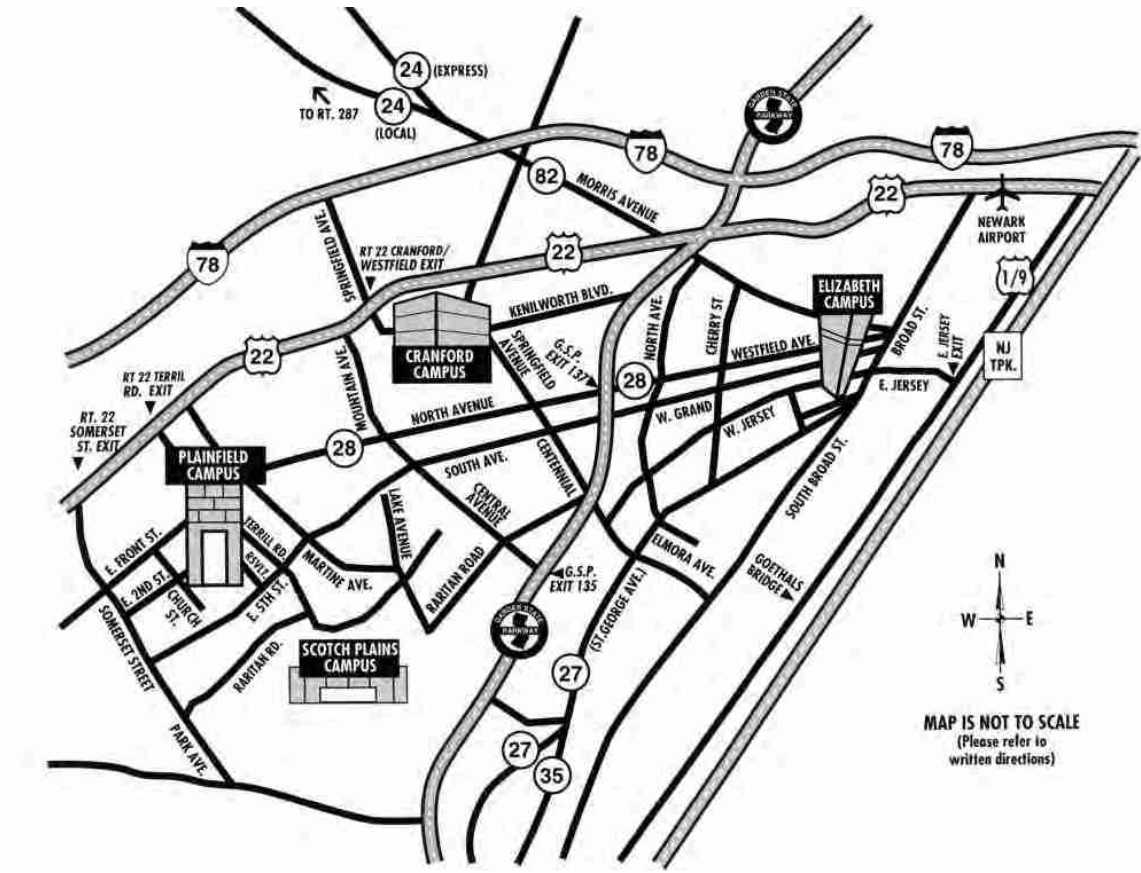 24
(EXPRESS)
24
(LOCAL)
TO RT. 287
GARDEN STATE
PARKWAY
78
78
82
MORRIS AVENUE
22
NEWARK
AIRPORT
SPRINGFIELD AVE.
RT 22 CRANFORD/
WESTFIELD EXIT
22
78
1/9
ELIZABETH
CAMPUS
KENILWORTH BLVD.
CRANFORD
CAMPUS
SPRINGFIELD
AVENUE
G.S.P.
EXIT 137
NORTH AVE.
CHERRY ST
WESTFIELD AVE.
BROAD ST.
E. JERSEY
EXIT
NJ
TPK.
22
RT 22 TERRIL
RD. EXIT
MOUNTAIN AVE.
28
E. JERSEY
RT. 22
SOMERSET
ST. EXIT
NORTH AVENUE
W. GRAND
W. JERSEY
PLAINFIELD
CAMPUS
28
SOUTH AVE.
CENTENNIAL
SOUTH BROAD ST.
LAKE AVENUE
CENTRAL
AVENUE
E. FRONT ST.
TERRILL RD.
RSVLT.
MARTINE AVE.
RARITAN ROAD
G.S.P.
EXIT 135
ELMORA AVE.
GOETHALS
BRIDGE
E. 2ND ST.
CHURCH
ST.
E. 5TH ST.
GARDEN STATE
PARKWAY
(ST.GEORGE AVE.)
N
W
E
S
SOMERSET STREET
RARITAN RD.
SCOTCH PLAINS
CAMPUS
27
PARK AVE.
27
35
MAP IS NOT TO SCALE
(Please refer to
written directions)